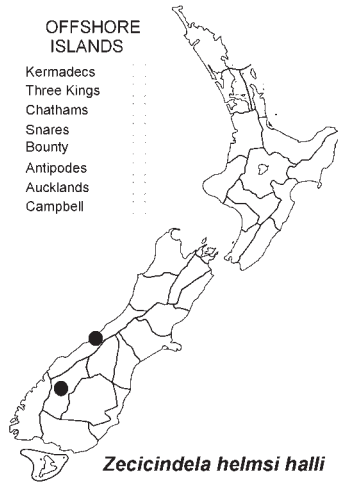 OFFSHORE
ISLANDS
Kermadecs
Three Kings
Chathams
Snares
Bounty
Antipodes
Aucklands
Campbell
Zecicindela helmsi halli